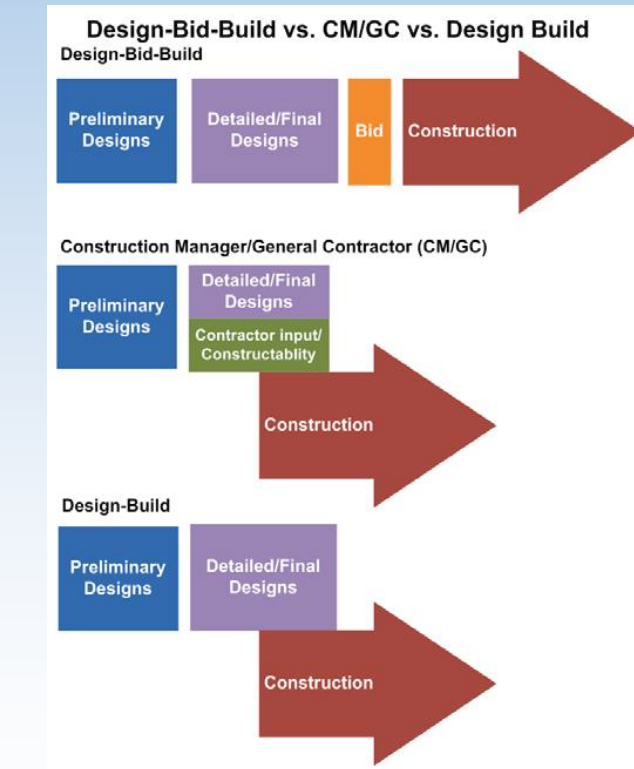 Design-Bid-Build vs. CM/GC vs. Design Build
Design-Bid-Build
Preliminary
Designs
Detailed/Final
Designs
Bid
Construction
Construction Manager/General Contractor (CM/GC)
Preliminary
Designs
Detailed/Final
Designs
Contractor input/
Constructablity
Construction
Design-Build
Preliminary
Designs
Detailed/Final
Designs
Construction